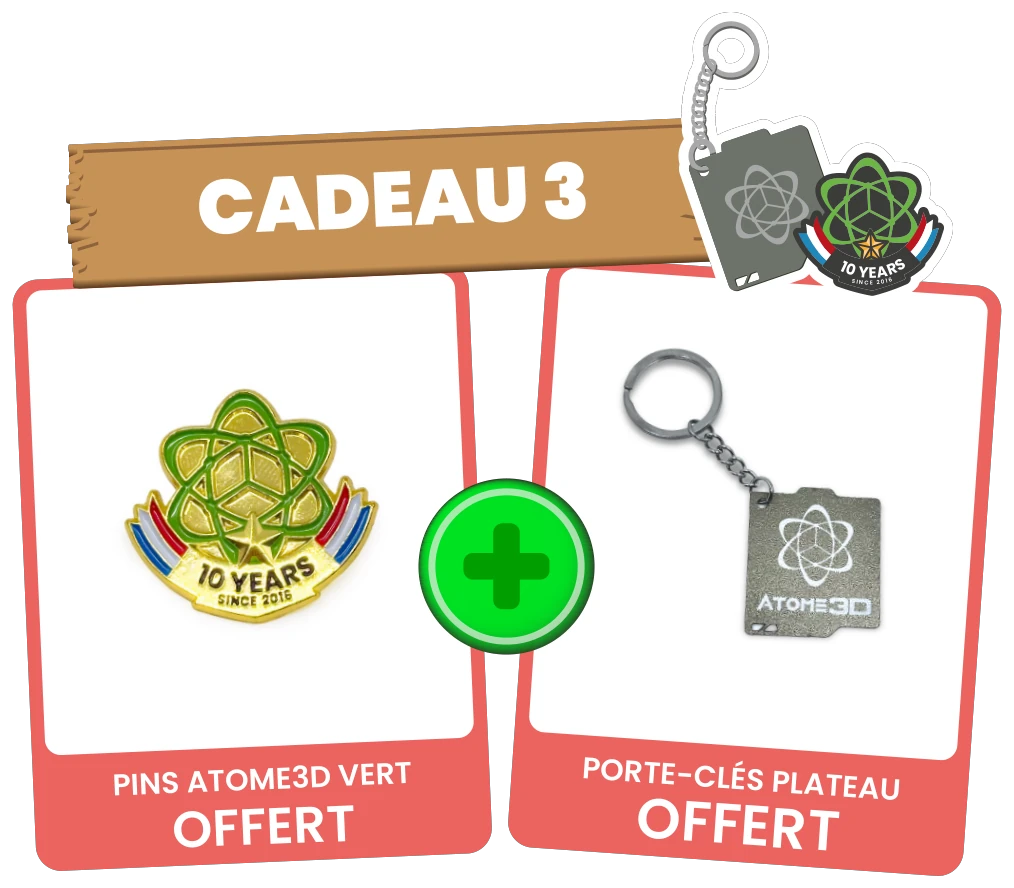 CADEAU 3
10 YEARS
SINCE 2016
10 YEARS
SINCE 2016
ATOME3D
PINS ATOME3D VERT
OFFERT
PORTE-CLÉS PLATEAU
OFFERT